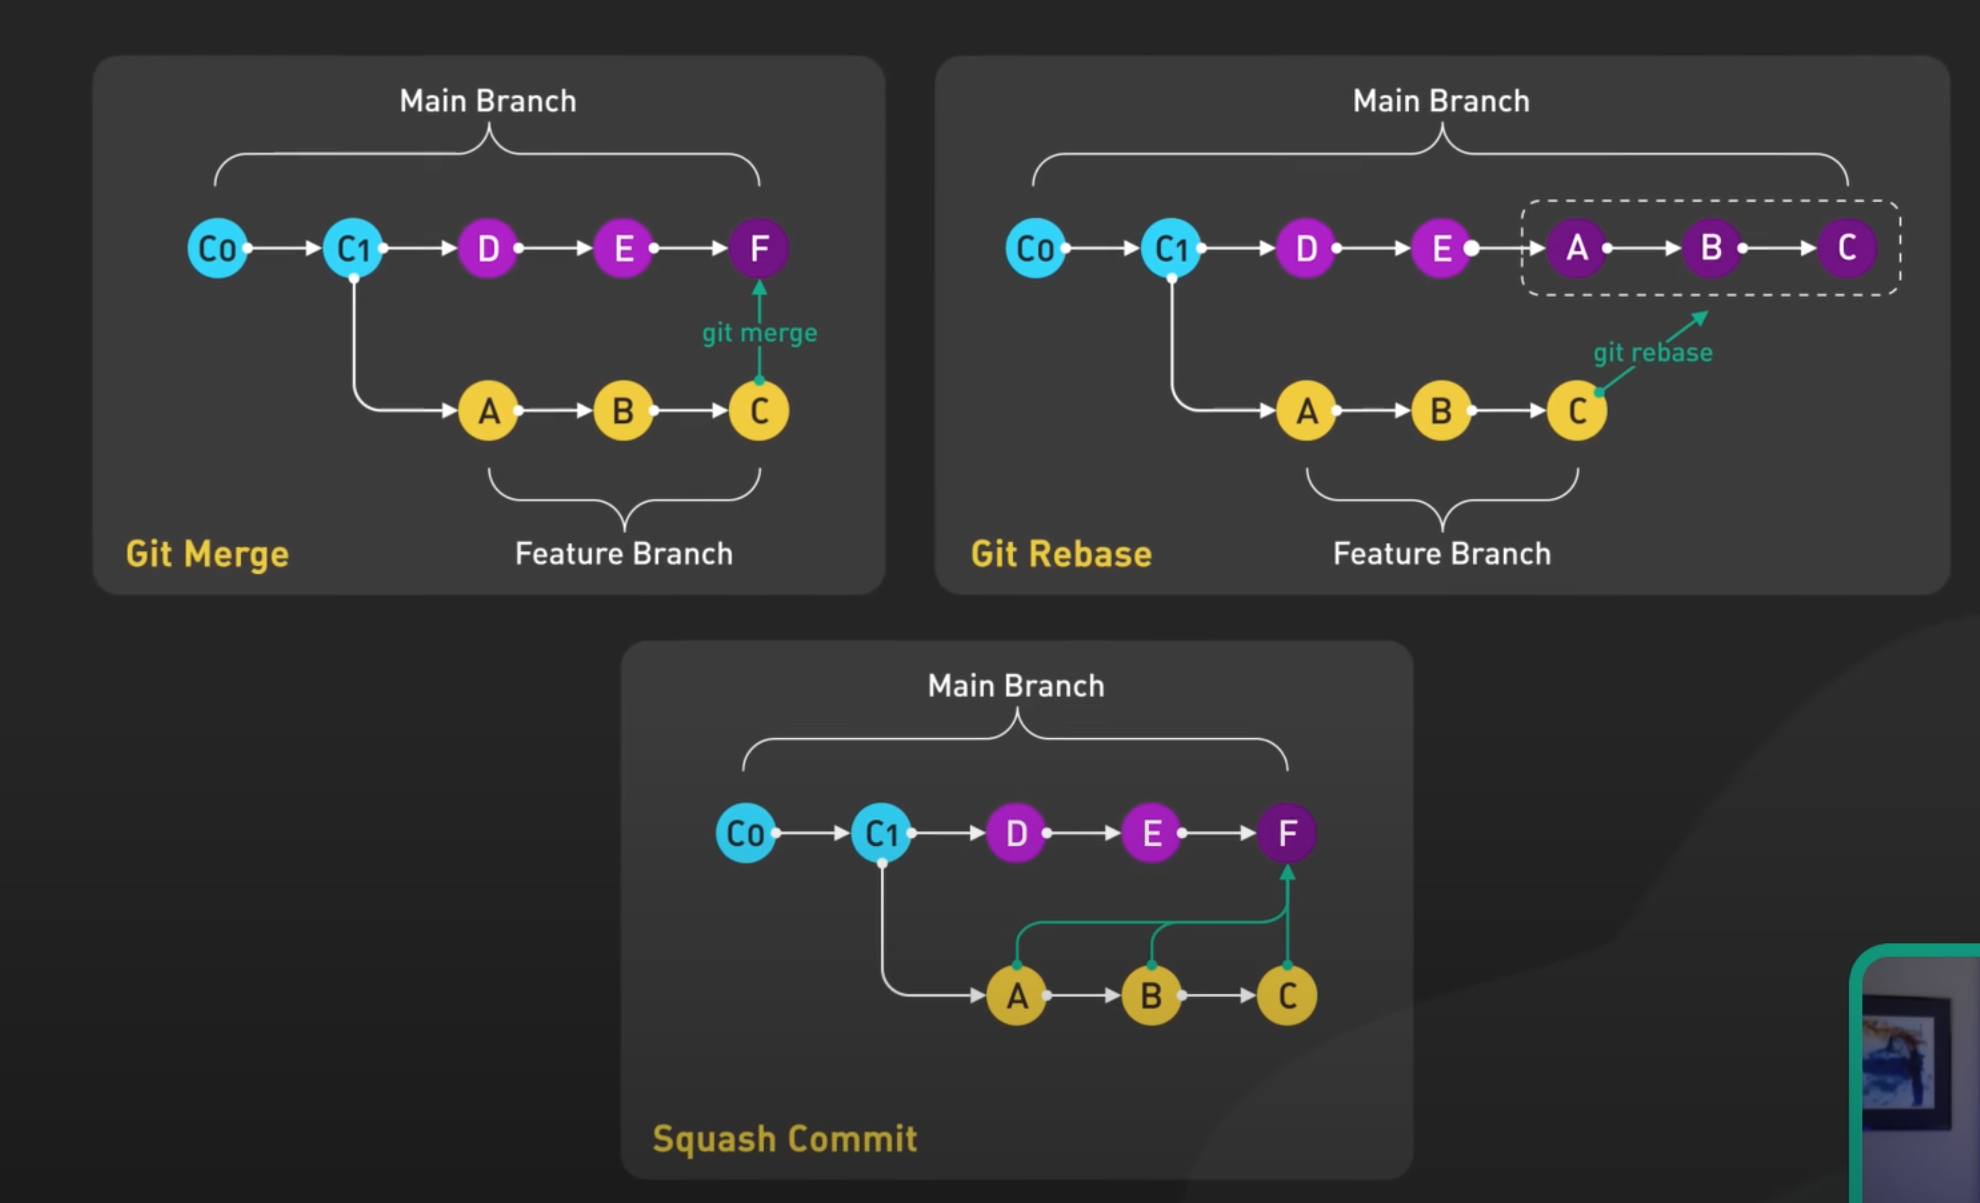 Main Branch
Co C1 D E F
git merge
A B C
Feature Branch
Git Merge
Main Branch
Co C1 D E A B C
git rebase
A B C
Feature Branch
Git Rebase
Main Branch
Co C1 D E F
A B C
Squash Commit